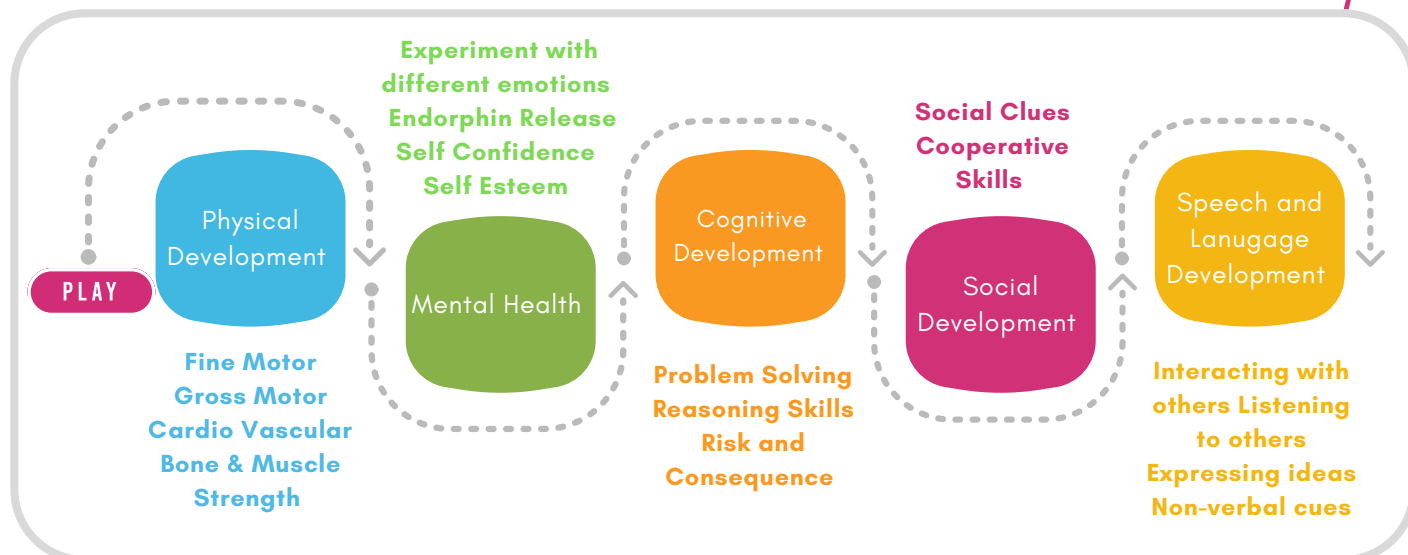 PLAY
Physical
Development
Fine Motor
Gross Motor
Cardio Vascular
Bone & Muscle
Strength
Experiment with
different emotions
Endorphin Release
Self Confidence
Self Esteem
Mental Health
Cognitive
Development
Problem Solving
Reasoning Skills
Risk and
Consequence
Social Clues
Cooperative
Skills
Social
Development
Speech and
Lanugage
Development
Interacting with
others Listening
to others
Expressing ideas
Non-verbal cues